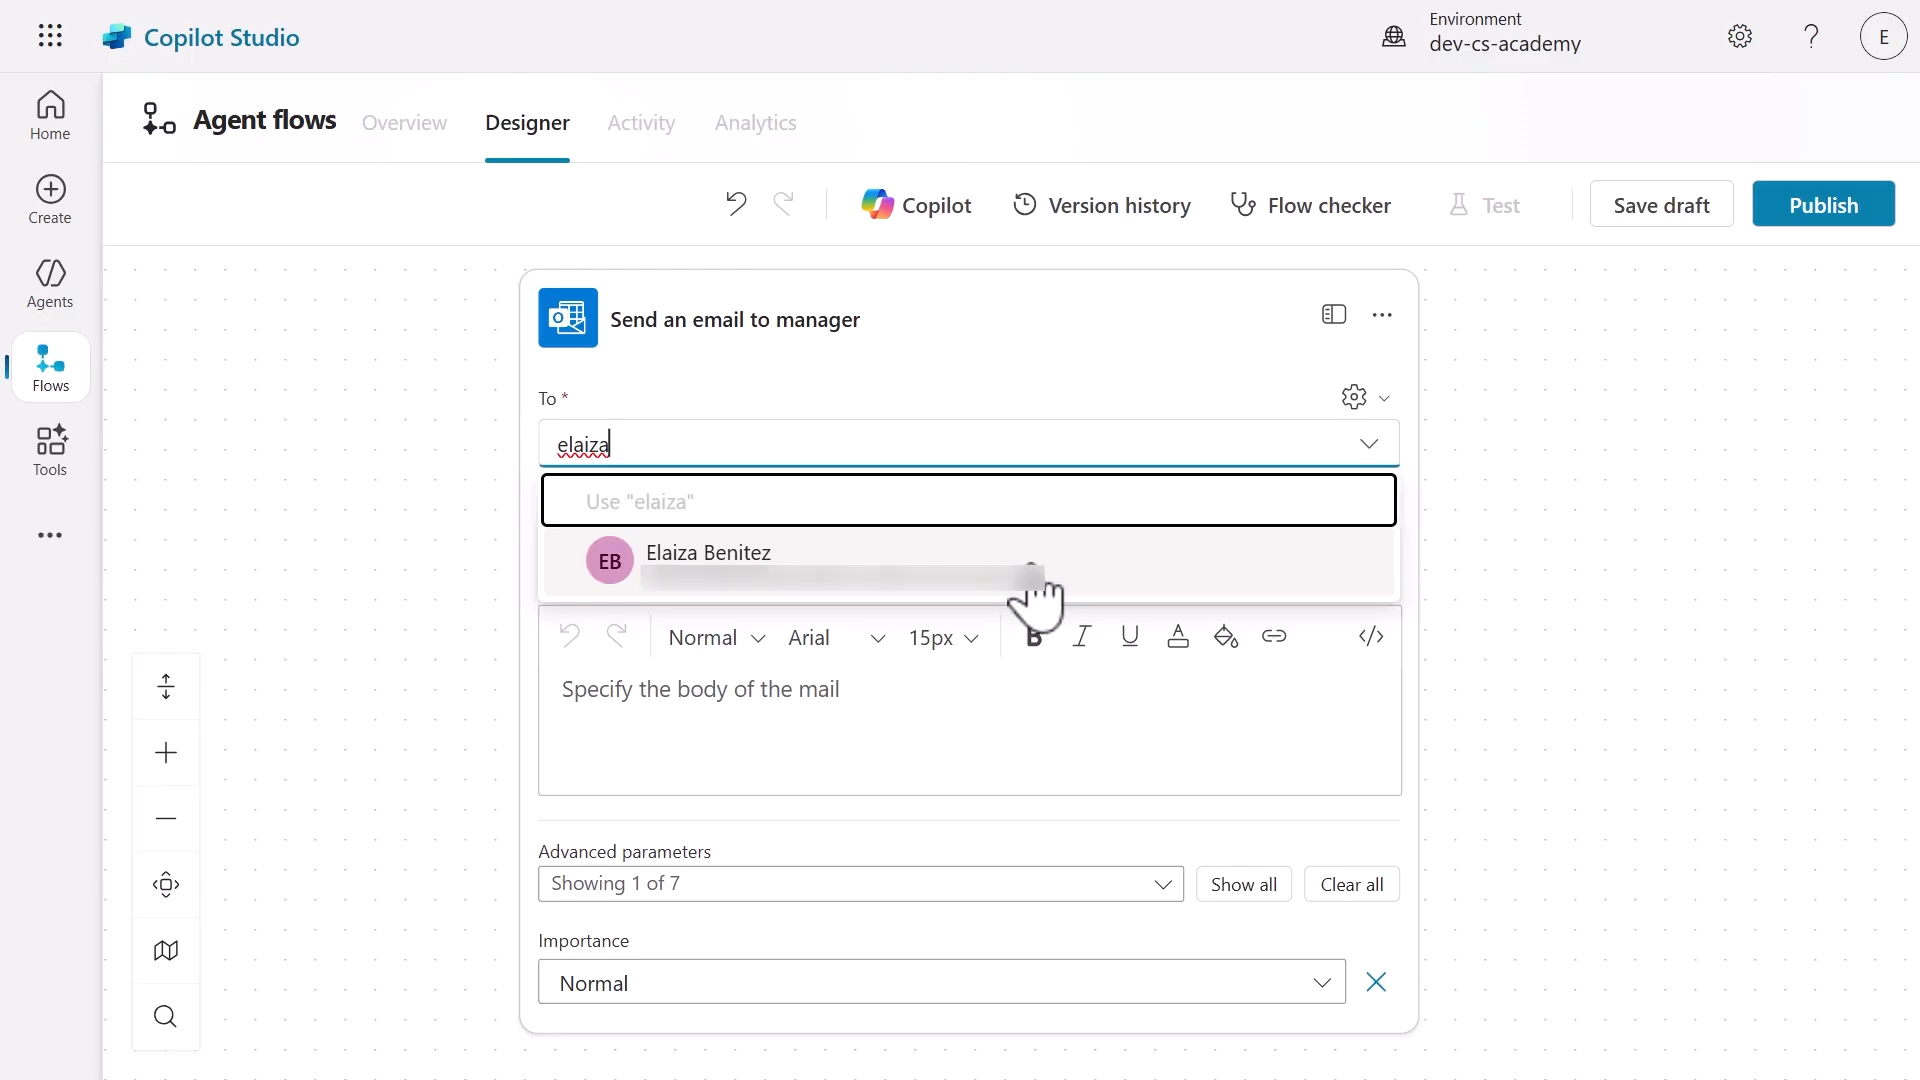 Copilot Studio
Environment
dev-cs-academy
E
Home
Create
Agents
Flows
Tools
Agent flows
Overview
Designer
Activity
Analytics
Copilot
Version history
Flow checker
Test
Save draft
Publish
Send an email to manager
To *
elaiza
Use "elaiza"
EB
Elaiza Benitez
Normal
Arial
15px
B
I
U
A
</>
Specify the body of the mail
Advanced parameters
Showing 1 of 7
Show all
Clear all
Importance
Normal